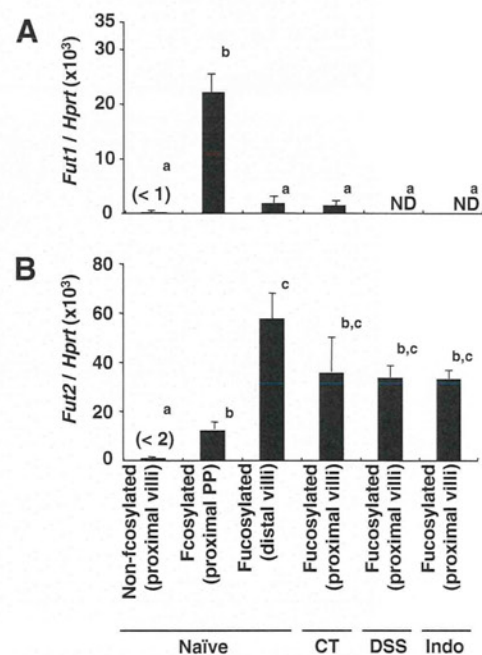 A
Fut1 / Hprt (x10³)
35
30
20
10
0
a
(< 1)
b
a
a
a
ND
a
ND
B
Fut2 / Hprt (x10³)
80
60
40
20
0
a
(< 2)
b
c
b,c
b,c
b,c
Non-fcosylated
(proximal villi)
Fcosylated
(proximal PP)
Fucosylated
(distal villi)
Fucosylated
(proximal villi)
Fucosylated
(proximal villi)
Fucosylated
(proximal villi)
Naïve
CT
DSS
Indo